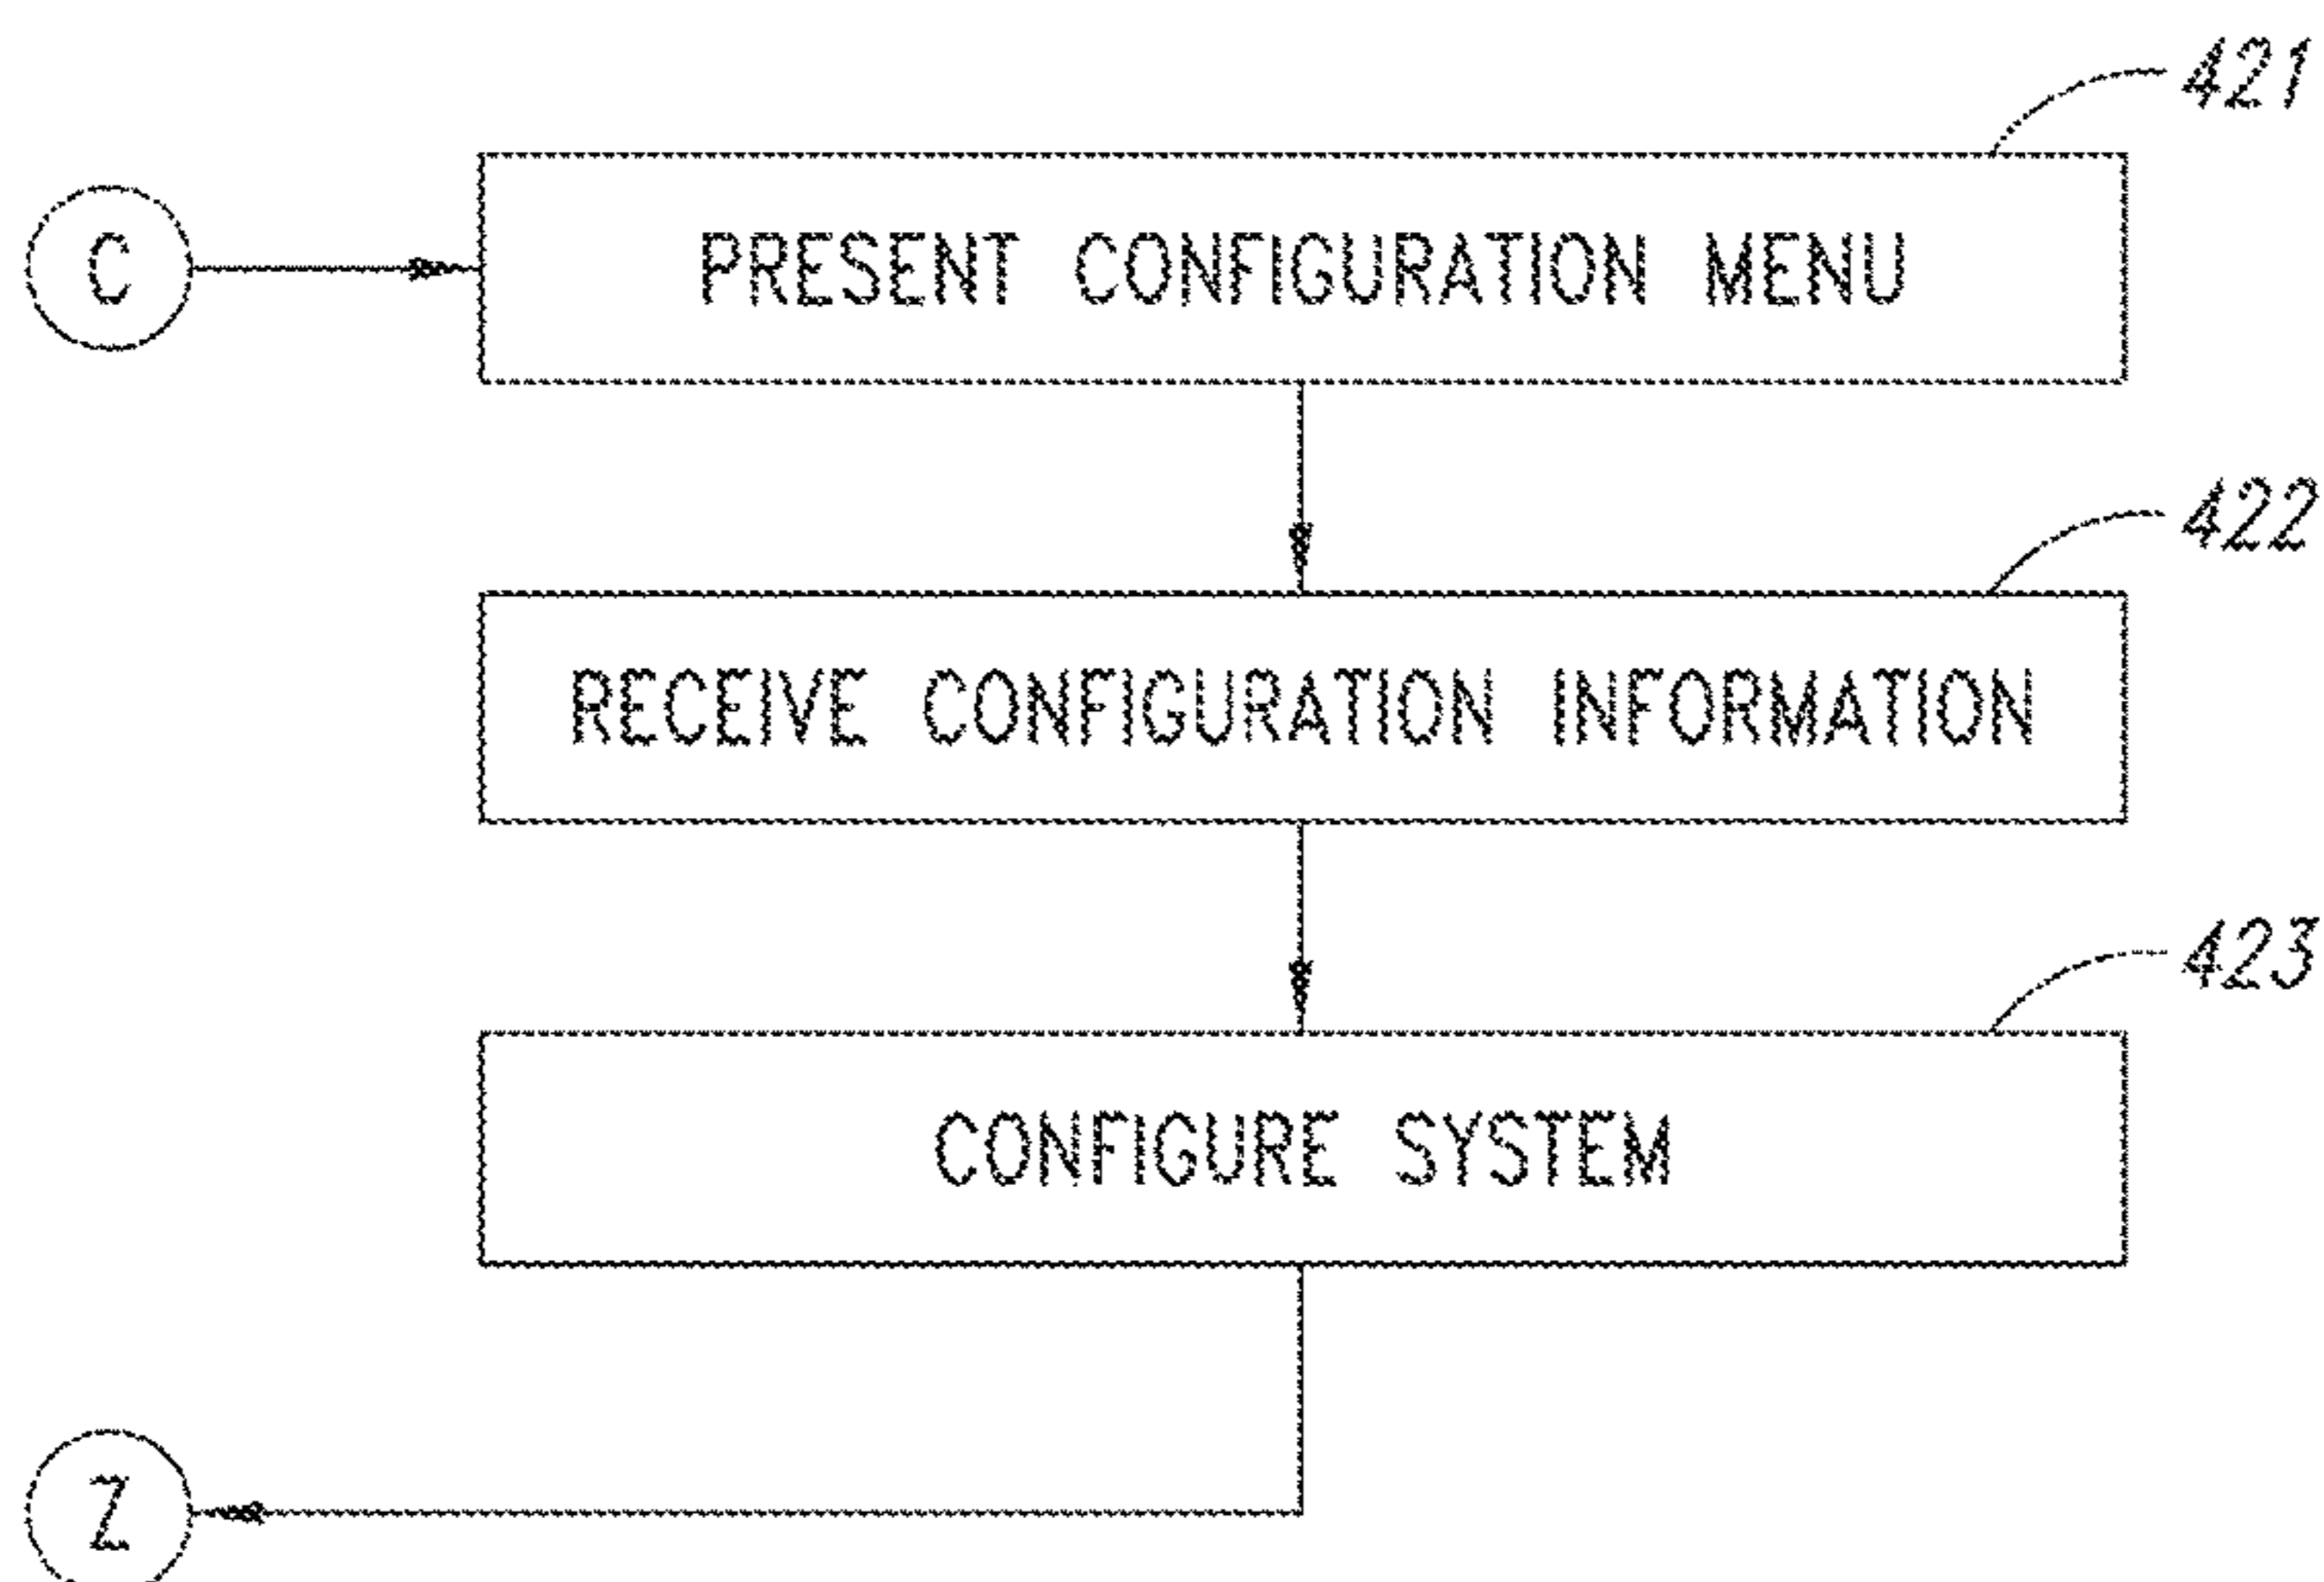 421
C
PRESENT CONFIGURATION MENU
422
RECEIVE CONFIGURATION INFORMATION
423
CONFIGURE SYSTEM
Z